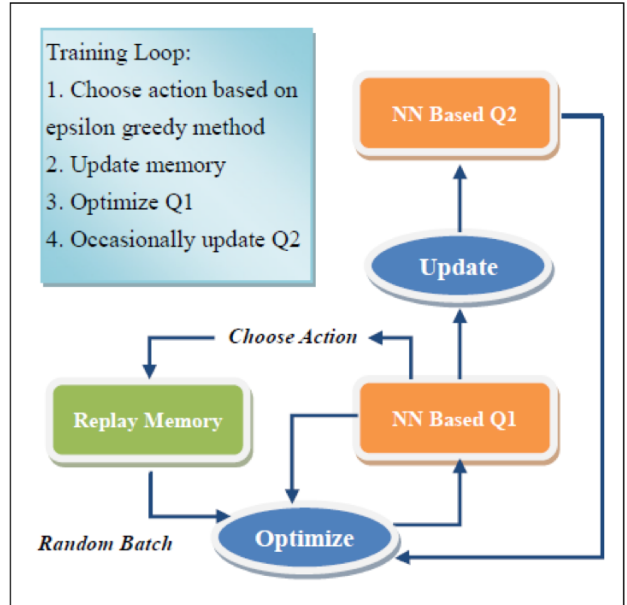 Training Loop:
1. Choose action based on
epsilon greedy method
2. Update memory
3. Optimize Q1
4. Occasionally update Q2
NN Based Q2
Update
Choose Action
Replay Memory
NN Based Q1
Random Batch
Optimize